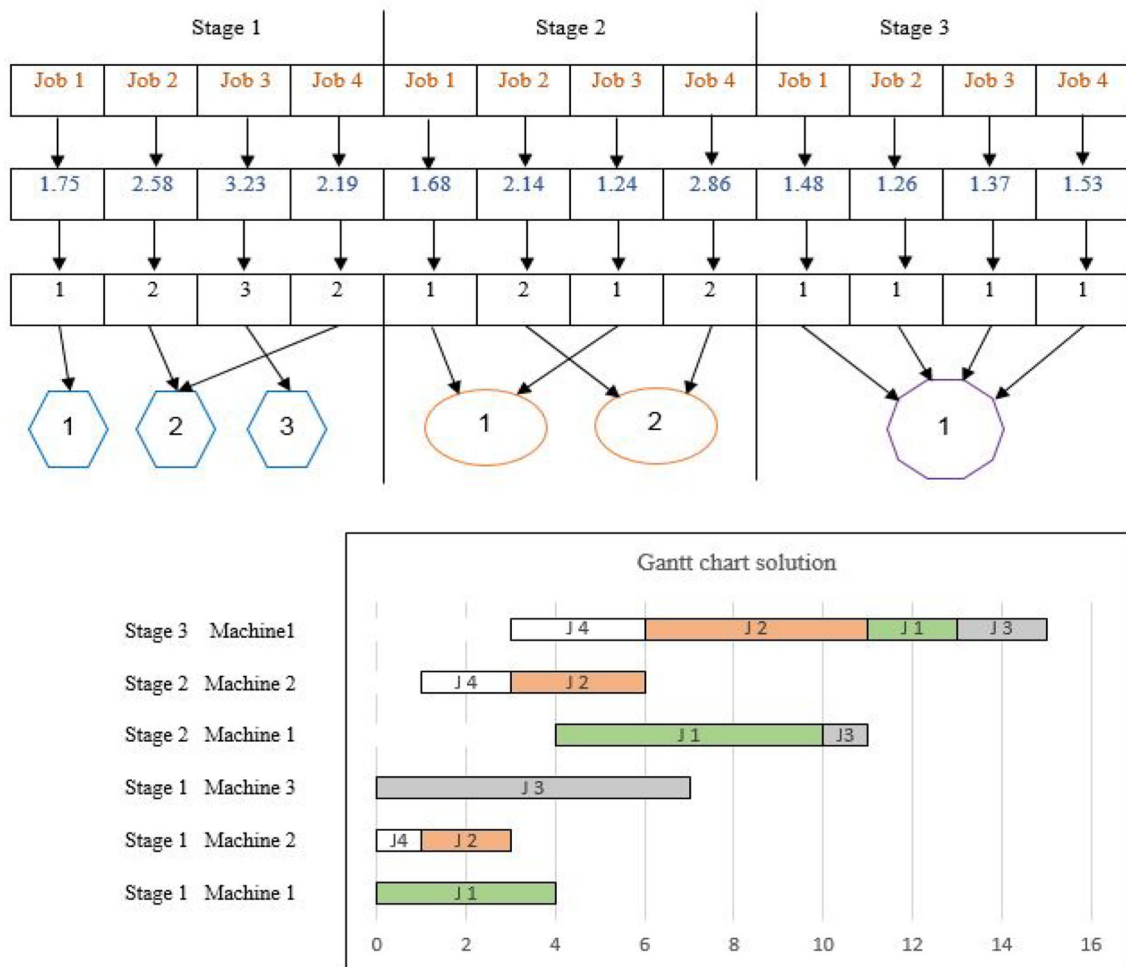 Stage 1 Stage 2 Stage 3
Job 1 Job 2 Job 3 Job 4 Job 1 Job 2 Job 3 Job 4 Job 1 Job 2 Job 3 Job 4
1.75 2.58 3.23 2.19 1.68 2.14 1.24 2.86 1.48 1.26 1.37 1.53
1 2 3 2 1 2 1 2 1 1 1 1
1 2 3 1 2 1
Gantt chart solution
Stage 3 Machine1 J 4 J 2 J 1 J 3
Stage 2 Machine 2 J 4 J 2
Stage 2 Machine 1 J 1 J3
Stage 1 Machine 3 J 3
Stage 1 Machine 2 J4 J 2
Stage 1 Machine 1 J 1
0 2 4 6 8 10 12 14 16